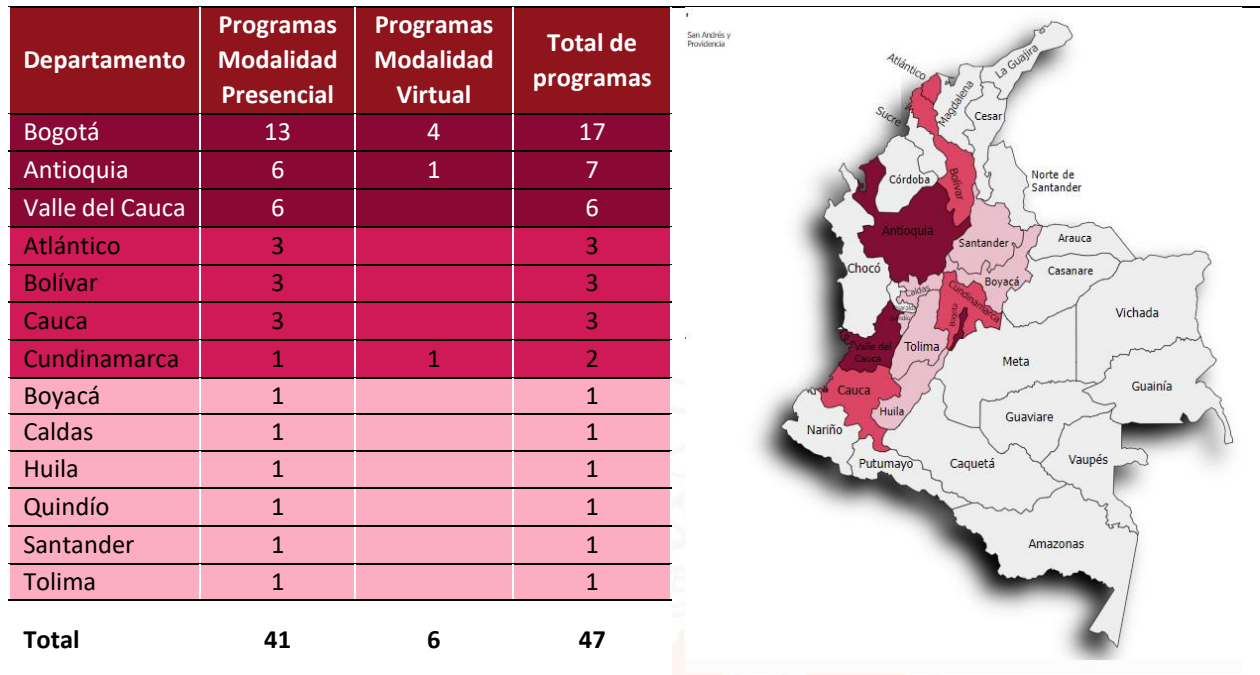 Departamento Programas Modalidad Presencial Programas Modalidad Virtual Total de programas
Bogotá 13 4 17
Antioquia 6 1 7
Valle del Cauca 6 6
Atlántico 3 3
Bolívar 3 3
Cauca 3 3
Cundinamarca 1 1 2
Boyacá 1 1
Caldas 1 1
Huila 1 1
Quindío 1 1
Santander 1 1
Tolima 1 1
Total 41 6 47
San Andrés y
Providencia
La Guajira
Atlántico
Magdalena
Cesar
Sucre
Norte de
Santander
Córdoba
Bolívar
Antioquia
Santander
Arauca
Chocó
Boyacá
Casanare
Caldas
Cundinamarca
Bogotá
Vichada
Valle del
Cauca
Tolima
Meta
Guainía
Cauca
Huila
Guaviare
Nariño
Putumayo
Caquetá
Vaupés
Amazonas